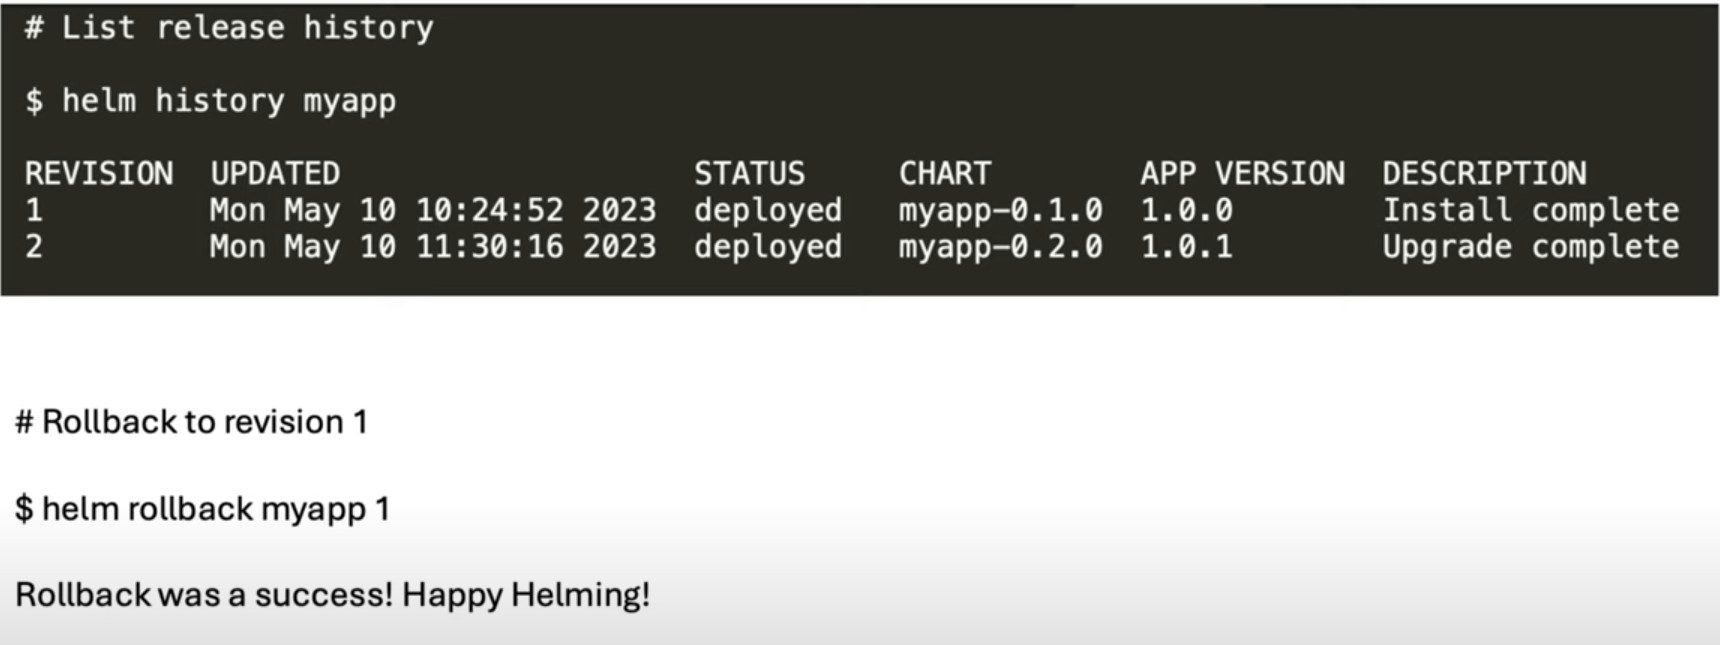 # List release history
$ helm history myapp
REVISION  UPDATED                   STATUS     CHART        APP VERSION  DESCRIPTION
1         Mon May 10 10:24:52 2023  deployed   myapp-0.1.0  1.0.0        Install complete
2         Mon May 10 11:30:16 2023  deployed   myapp-0.2.0  1.0.1        Upgrade complete
# Rollback to revision 1
$ helm rollback myapp 1
Rollback was a success! Happy Helming!